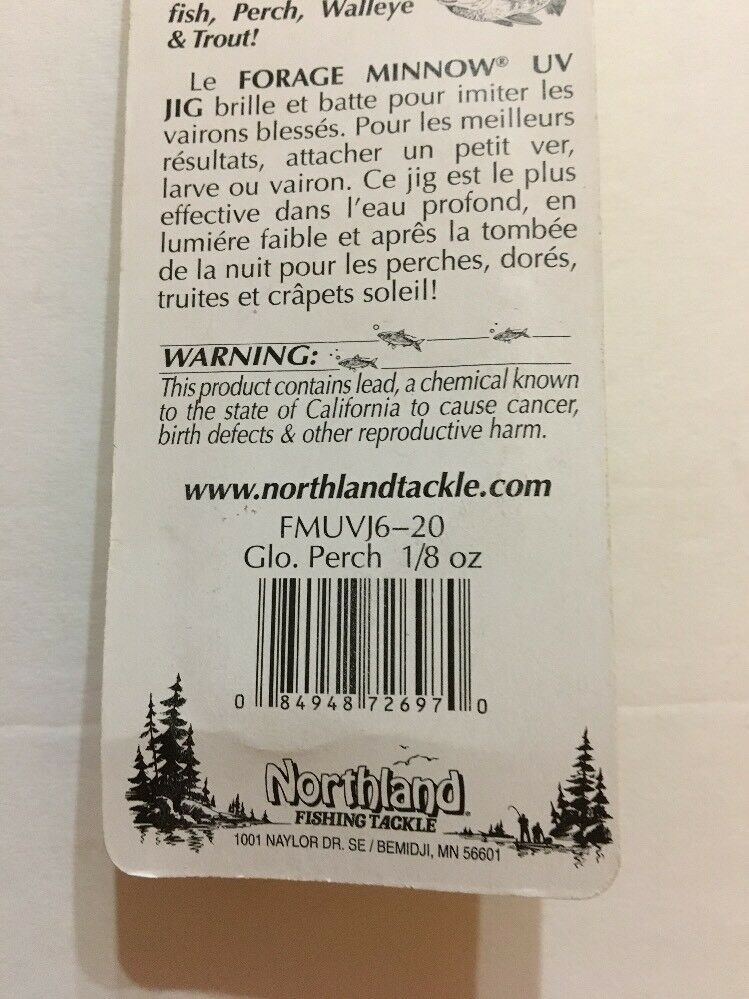 fish, Perch, Walleye
& Trout!
Le FORAGE MINNOW® UV
JIG brille et batte pour imiter les
vairons blessés. Pour les meilleurs
résultats, attacher un petit ver,
larve ou vairon. Ce jig est le plus
effective dans l'eau profond, en
lumiére faible et aprês la tombée
de la nuit pour les perches, dorés,
truites et crâpets soleil!
WARNING:
This product contains lead, a chemical known
to the state of California to cause cancer,
birth defects & other reproductive harm.
www.northlandtackle.com
FMUVJ6–20
Glo. Perch 1/8 oz
0 84948 72697 0
Northland®
FISHING TACKLE
1001 NAYLOR DR. SE / BEMIDJI, MN 56601